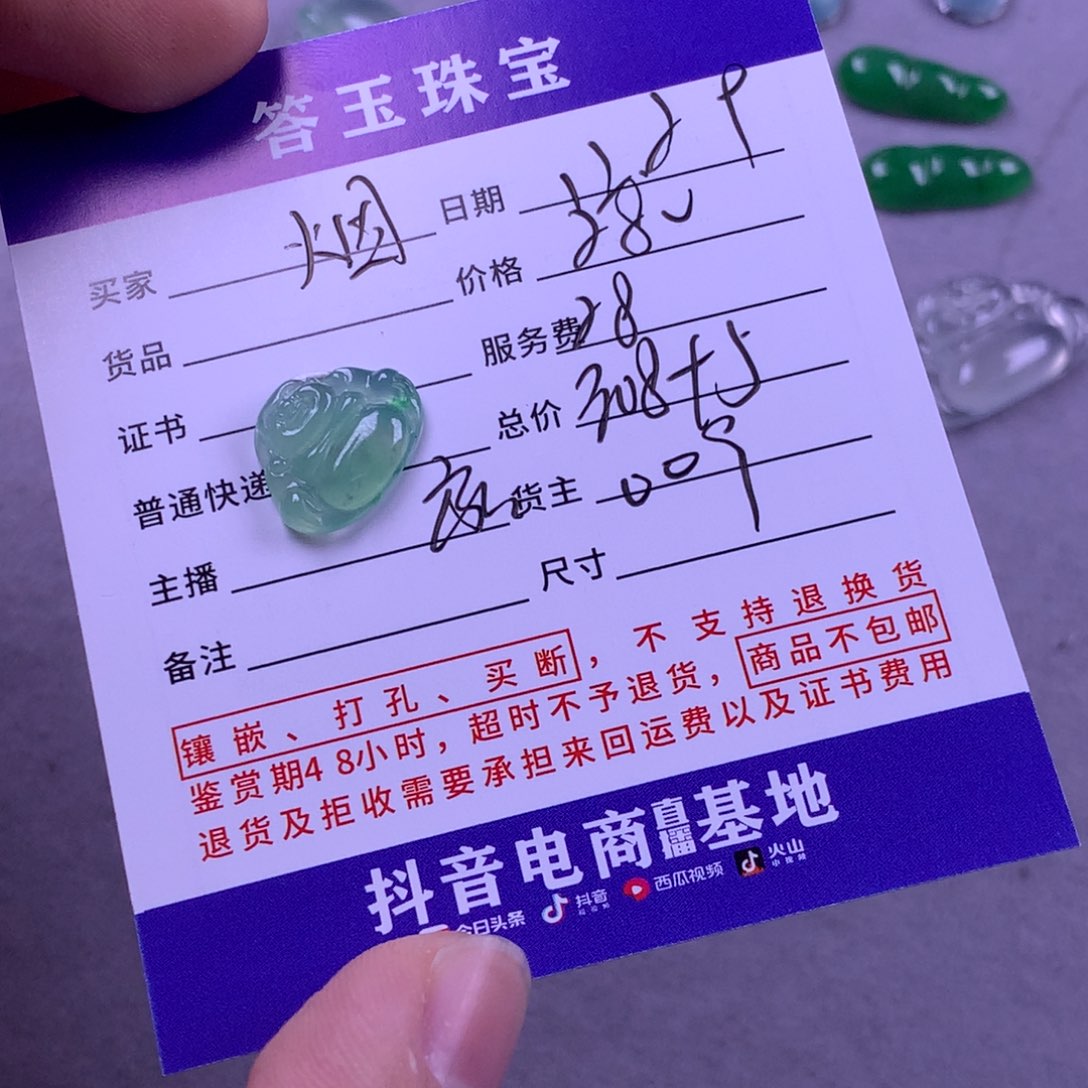 答玉珠宝
买家 烟 日期
货品 价格 280
证书 服务费 28
普通快递 总价 308+15
主播 货主 009
备注 尺寸
镶嵌、打孔、买断，不支持退换货
鉴赏期48小时，超时不予退货，商品不包邮
退货及拒收需要承担来回运费以及证书费用
抖音电商直播基地
今日头条 抖音 西瓜视频 火山